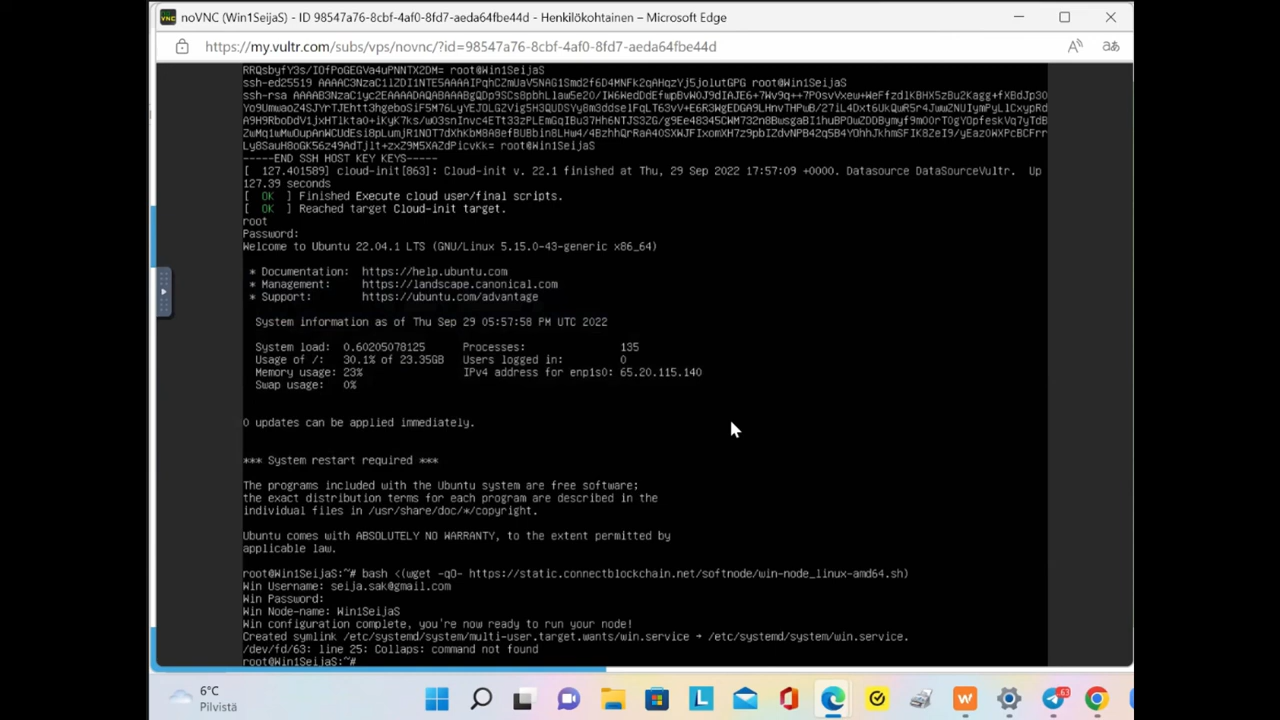 noVNC (Win1SeijaS) - ID 98547a76-8cbf-4af0-8fd7-aeda64fbe44d - Henkilökohtainen – Microsoft Edge
https://my.vultr.com/subs/vps/novnc/?id=98547a76-8cbf-4af0-8fd7-aeda64fbe44d
root@Win1SeijaS
ssh-ed25519 root@Win1SeijaS
ssh-rsa
root@Win1SeijaS
-----END SSH HOST KEY KEYS-----
[ 127.401589] cloud-init[863]: Cloud-init v. 22.1 finished at Thu, 29 Sep 2022 17:57:09 +0000. Datasource DataSourceVultr. Up
127.39 seconds
[ OK ] Finished Execute cloud user/final scripts.
[ OK ] Reached target Cloud-init target.
root
Password:
Welcome to Ubuntu 22.04.1 LTS (GNU/Linux 5.15.0-43-generic x86_64)
* Documentation: https://help.ubuntu.com
* Management: https://landscape.canonical.com
* Support: https://ubuntu.com/advantage
System information as of Thu Sep 29 05:57:58 PM UTC 2022
System load: 0.60205078125 Processes: 135
Usage of /: 30.1% of 23.35GB Users logged in: 0
Memory usage: 23% IPv4 address for enp1s0: 65.20.115.140
Swap usage: 0%
0 updates can be applied immediately.
*** System restart required ***
The programs included with the Ubuntu system are free software;
the exact distribution terms for each program are described in the
individual files in /usr/share/doc/*/copyright.
Ubuntu comes with ABSOLUTELY NO WARRANTY, to the extent permitted by
applicable law.
root@Win1SeijaS:~# bash <(wget -qO- https://static.connectblockchain.net/softnode/win-node_linux-amd64.sh)
Win Username: seija.sak@gmail.com
Win Password:
Win Node-name: Win1SeijaS
Win configuration complete, you're now ready to run your node!
Created symlink /etc/systemd/system/multi-user.target.wants/win.service → /etc/systemd/system/win.service.
/dev/fd/63: line 25: Collaps: command not found
root@Win1SeijaS:~#
6°C
Pilvistä
63